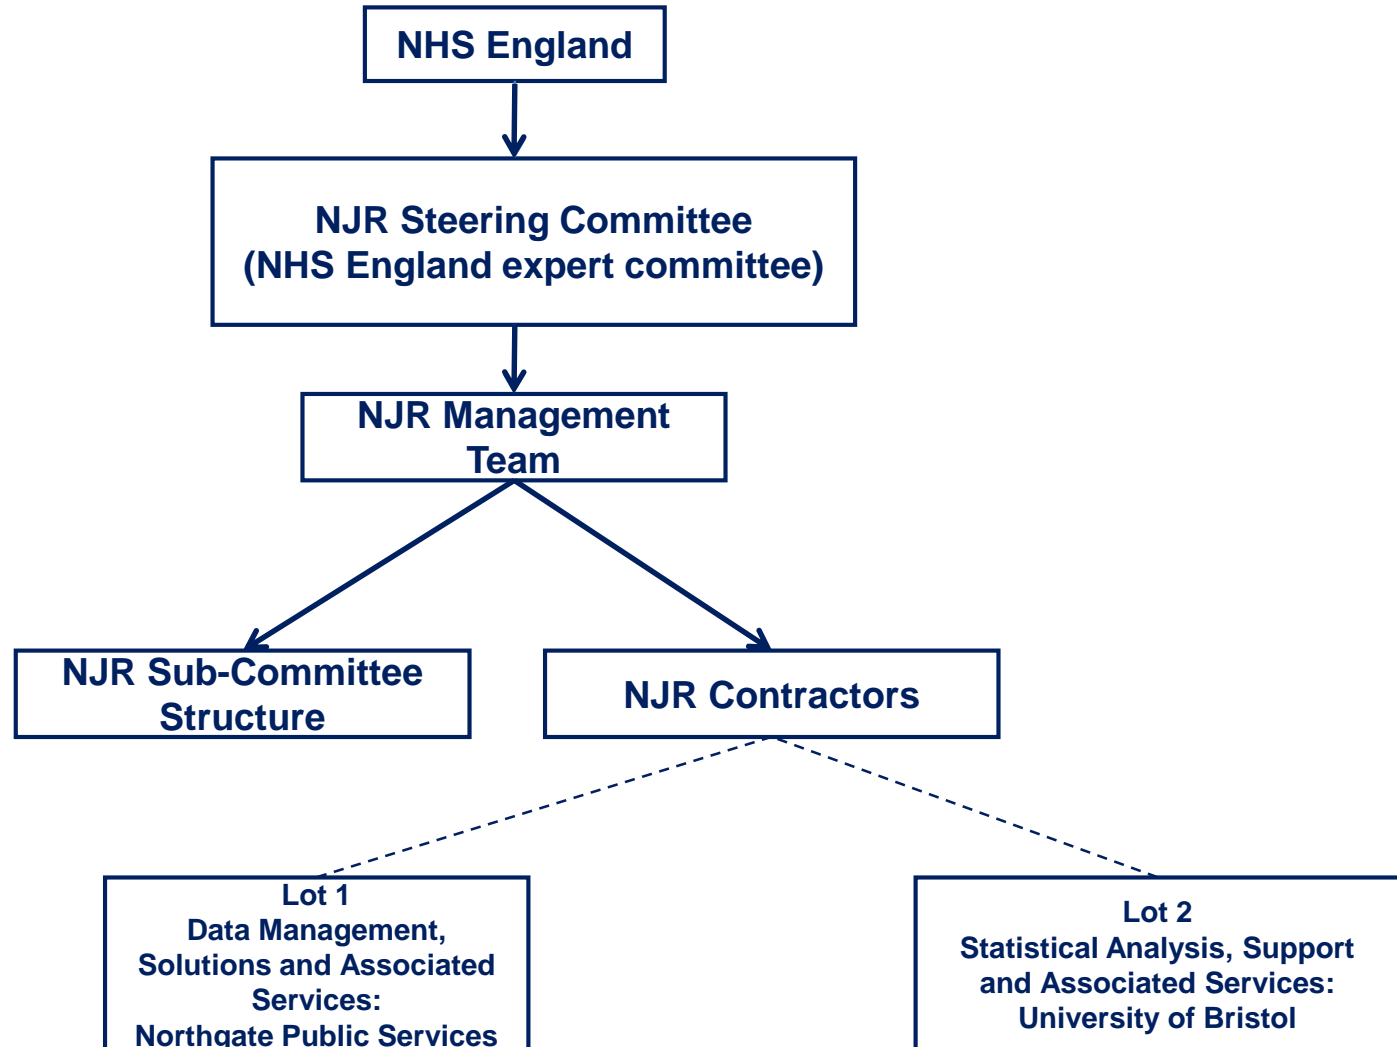 NHS England
NJR Steering Committee
(NHS England expert committee)
NJR Management
Team
NJR Sub-Committee
Structure
NJR Contractors
Lot 1
Data Management,
Solutions and Associated
Services:
Northgate Public Services
Lot 2
Statistical Analysis, Support
and Associated Services:
University of Bristol